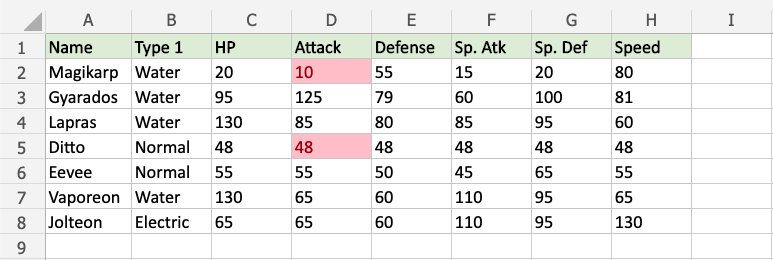 A B C D E F G H I
1 Name Type 1 HP Attack Defense Sp. Atk Sp. Def Speed
2 Magikarp Water 20 10 55 15 20 80
3 Gyarados Water 95 125 79 60 100 81
4 Lapras Water 130 85 80 85 95 60
5 Ditto Normal 48 48 48 48 48 48
6 Eevee Normal 55 55 50 45 65 55
7 Vaporeon Water 130 65 60 110 95 65
8 Jolteon Electric 65 65 60 110 95 130
9